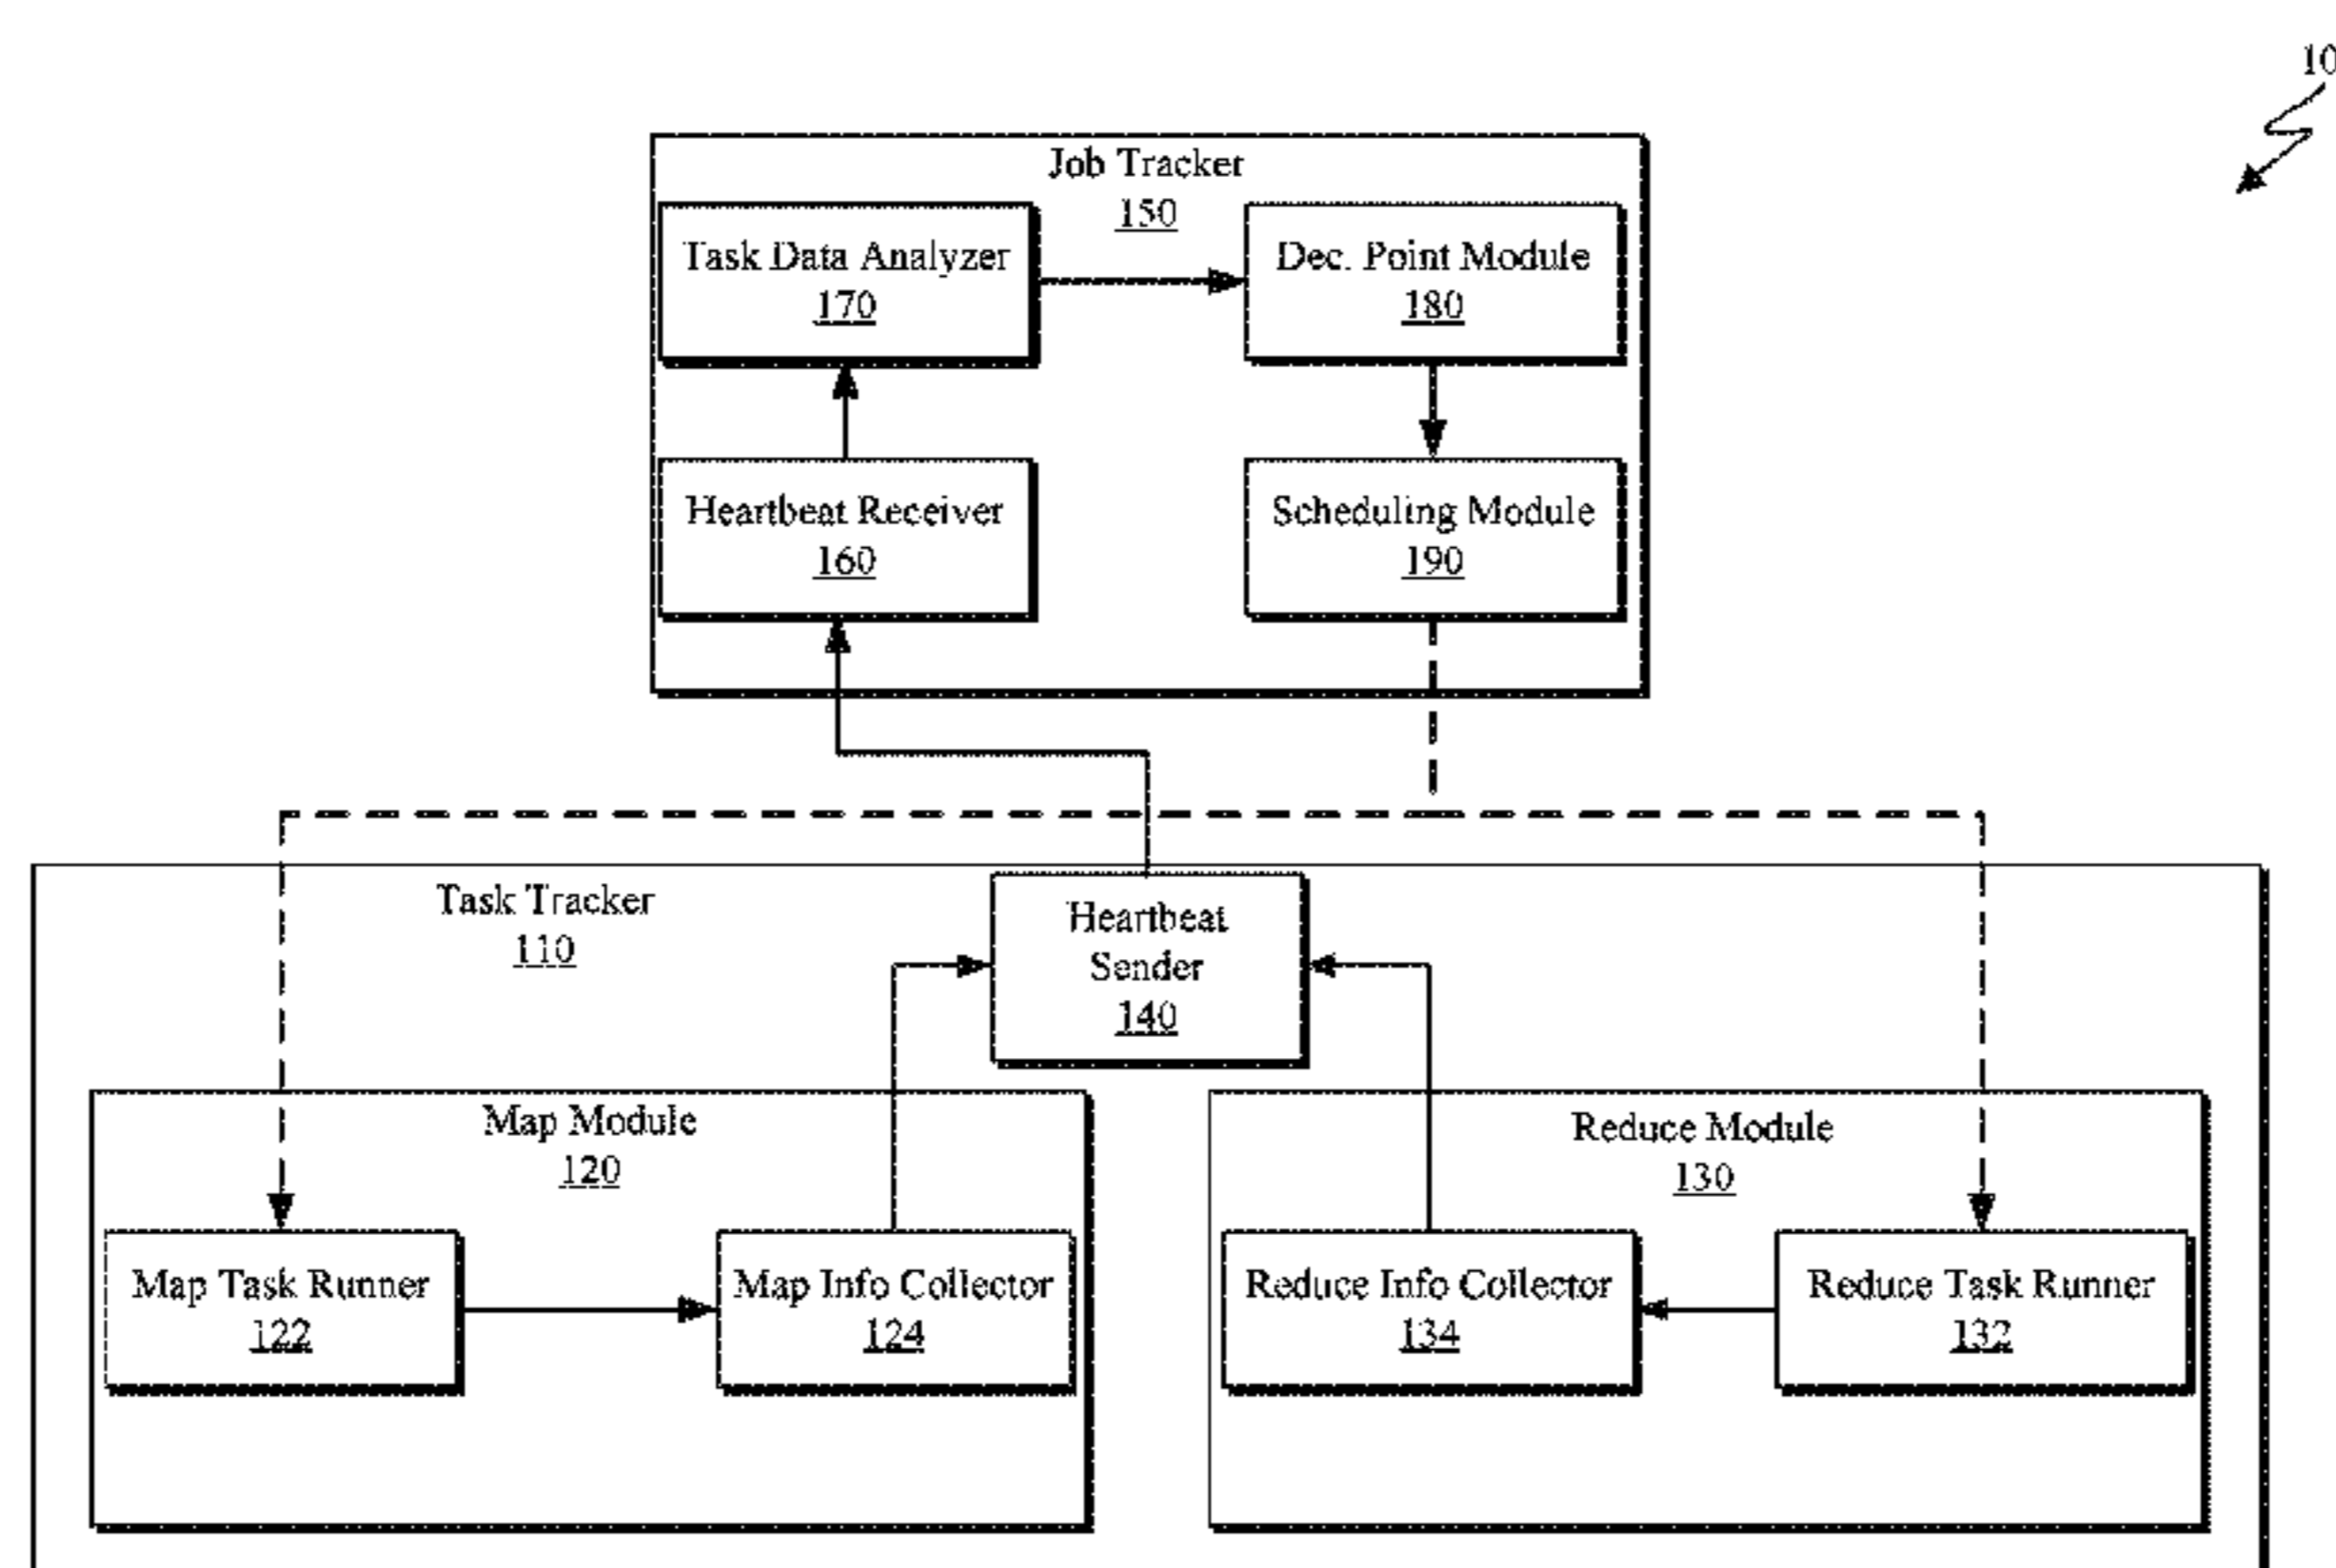 10
Job Tracker
150
Task Data Analyzer
170
Dec. Point Module
180
Heartbeat Receiver
160
Scheduling Module
190
Task Tracker
110
Heartbeat
Sender
140
Map Module
120
Reduce Module
130
Map Task Runner
122
Map Info Collector
124
Reduce Info Collector
134
Reduce Task Runner
132